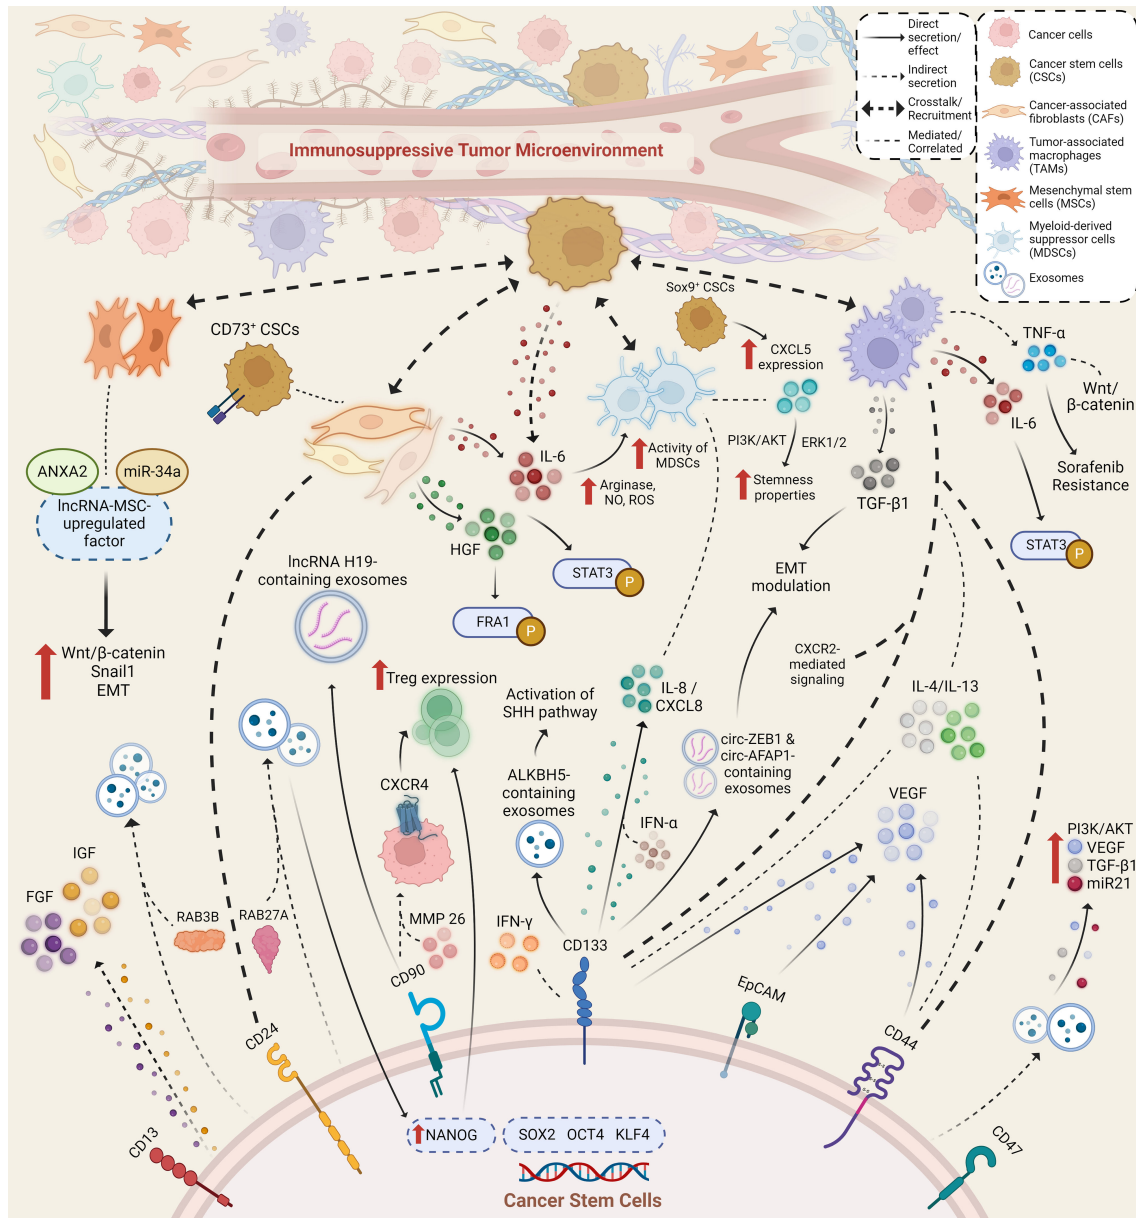 Direct
secretion/
effect
Indirect
secretion
Crosstalk/
Recruitment
Mediated/
Correlated
Cancer cells
Cancer stem cells
(CSCs)
Cancer-associated
fibroblasts (CAFs)
Tumor-associated
macrophages
(TAMs)
Mesenchymal stem
cells (MSCs)
Myeloid-derived
suppressor cells
(MDSCs)
Exosomes
Immunosuppressive Tumor Microenvironment
CD73⁺ CSCs
Sox9⁺ CSCs
CXCL5
expression
TNF-α
Wnt/
β-catenin
IL-6
Sorafenib
Resistance
STAT3
P
ANXA2
miR-34a
lncRNA-MSC-
upregulated
factor
Wnt/β-catenin
Snail1
EMT
IL-6
Activity of
MDSCs
Arginase,
NO, ROS
PI3K/AKT
ERK1/2
Stemness
properties
TGF-β1
HGF
STAT3
P
FRA1
P
EMT
modulation
lncRNA H19-
containing exosomes
Treg expression
Activation of
SHH pathway
IL-8 /
CXCL8
CXCR2-
mediated
signaling
IL-4/IL-13
circ-ZEB1 &
circ-AFAP1-
containing
exosomes
CXCR4
ALKBH5-
containing
exosomes
IFN-α
VEGF
PI3K/AKT
VEGF
TGF-β1
miR21
IGF
FGF
RAB3B
RAB27A
MMP 26
IFN-γ
CD133
CD90
EpCAM
CD24
CD44
CD13
CD47
NANOG
SOX2 OCT4 KLF4
Cancer Stem Cells